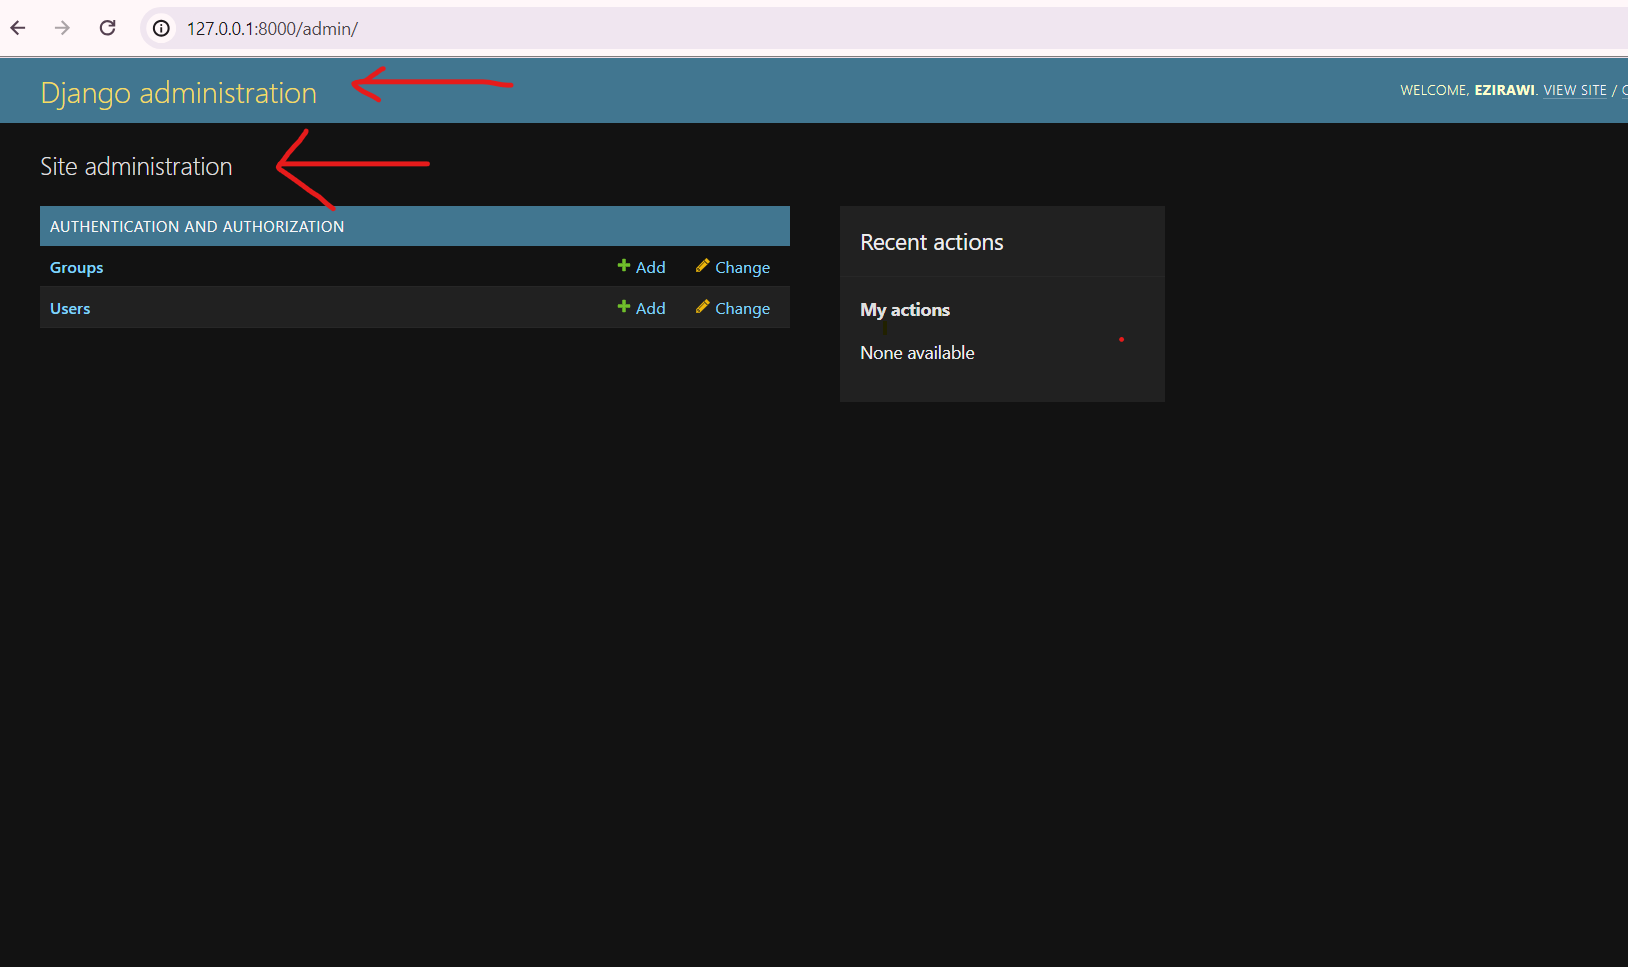 127.0.0.1:8000/admin/
Django administration
WELCOME, EZIRAWI. VIEW SITE /
Site administration
AUTHENTICATION AND AUTHORIZATION
Groups Add Change
Users Add Change
Recent actions
My actions
None available